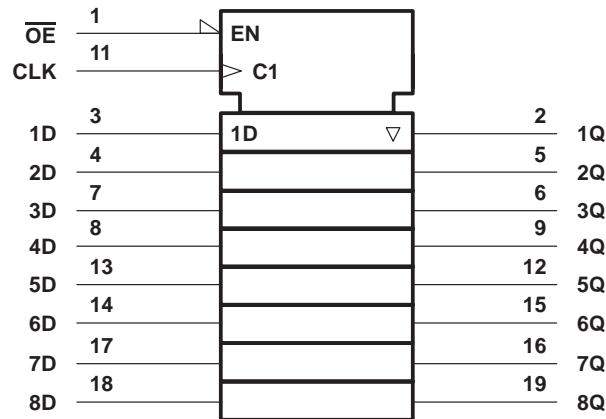 1
OE EN
11
CLK C1
3 2
1D 1D ▽ 1Q
4 5
2D 2Q
7 6
3D 3Q
8 9
4D 4Q
13 12
5D 5Q
14 15
6D 6Q
17 16
7D 7Q
18 19
8D 8Q